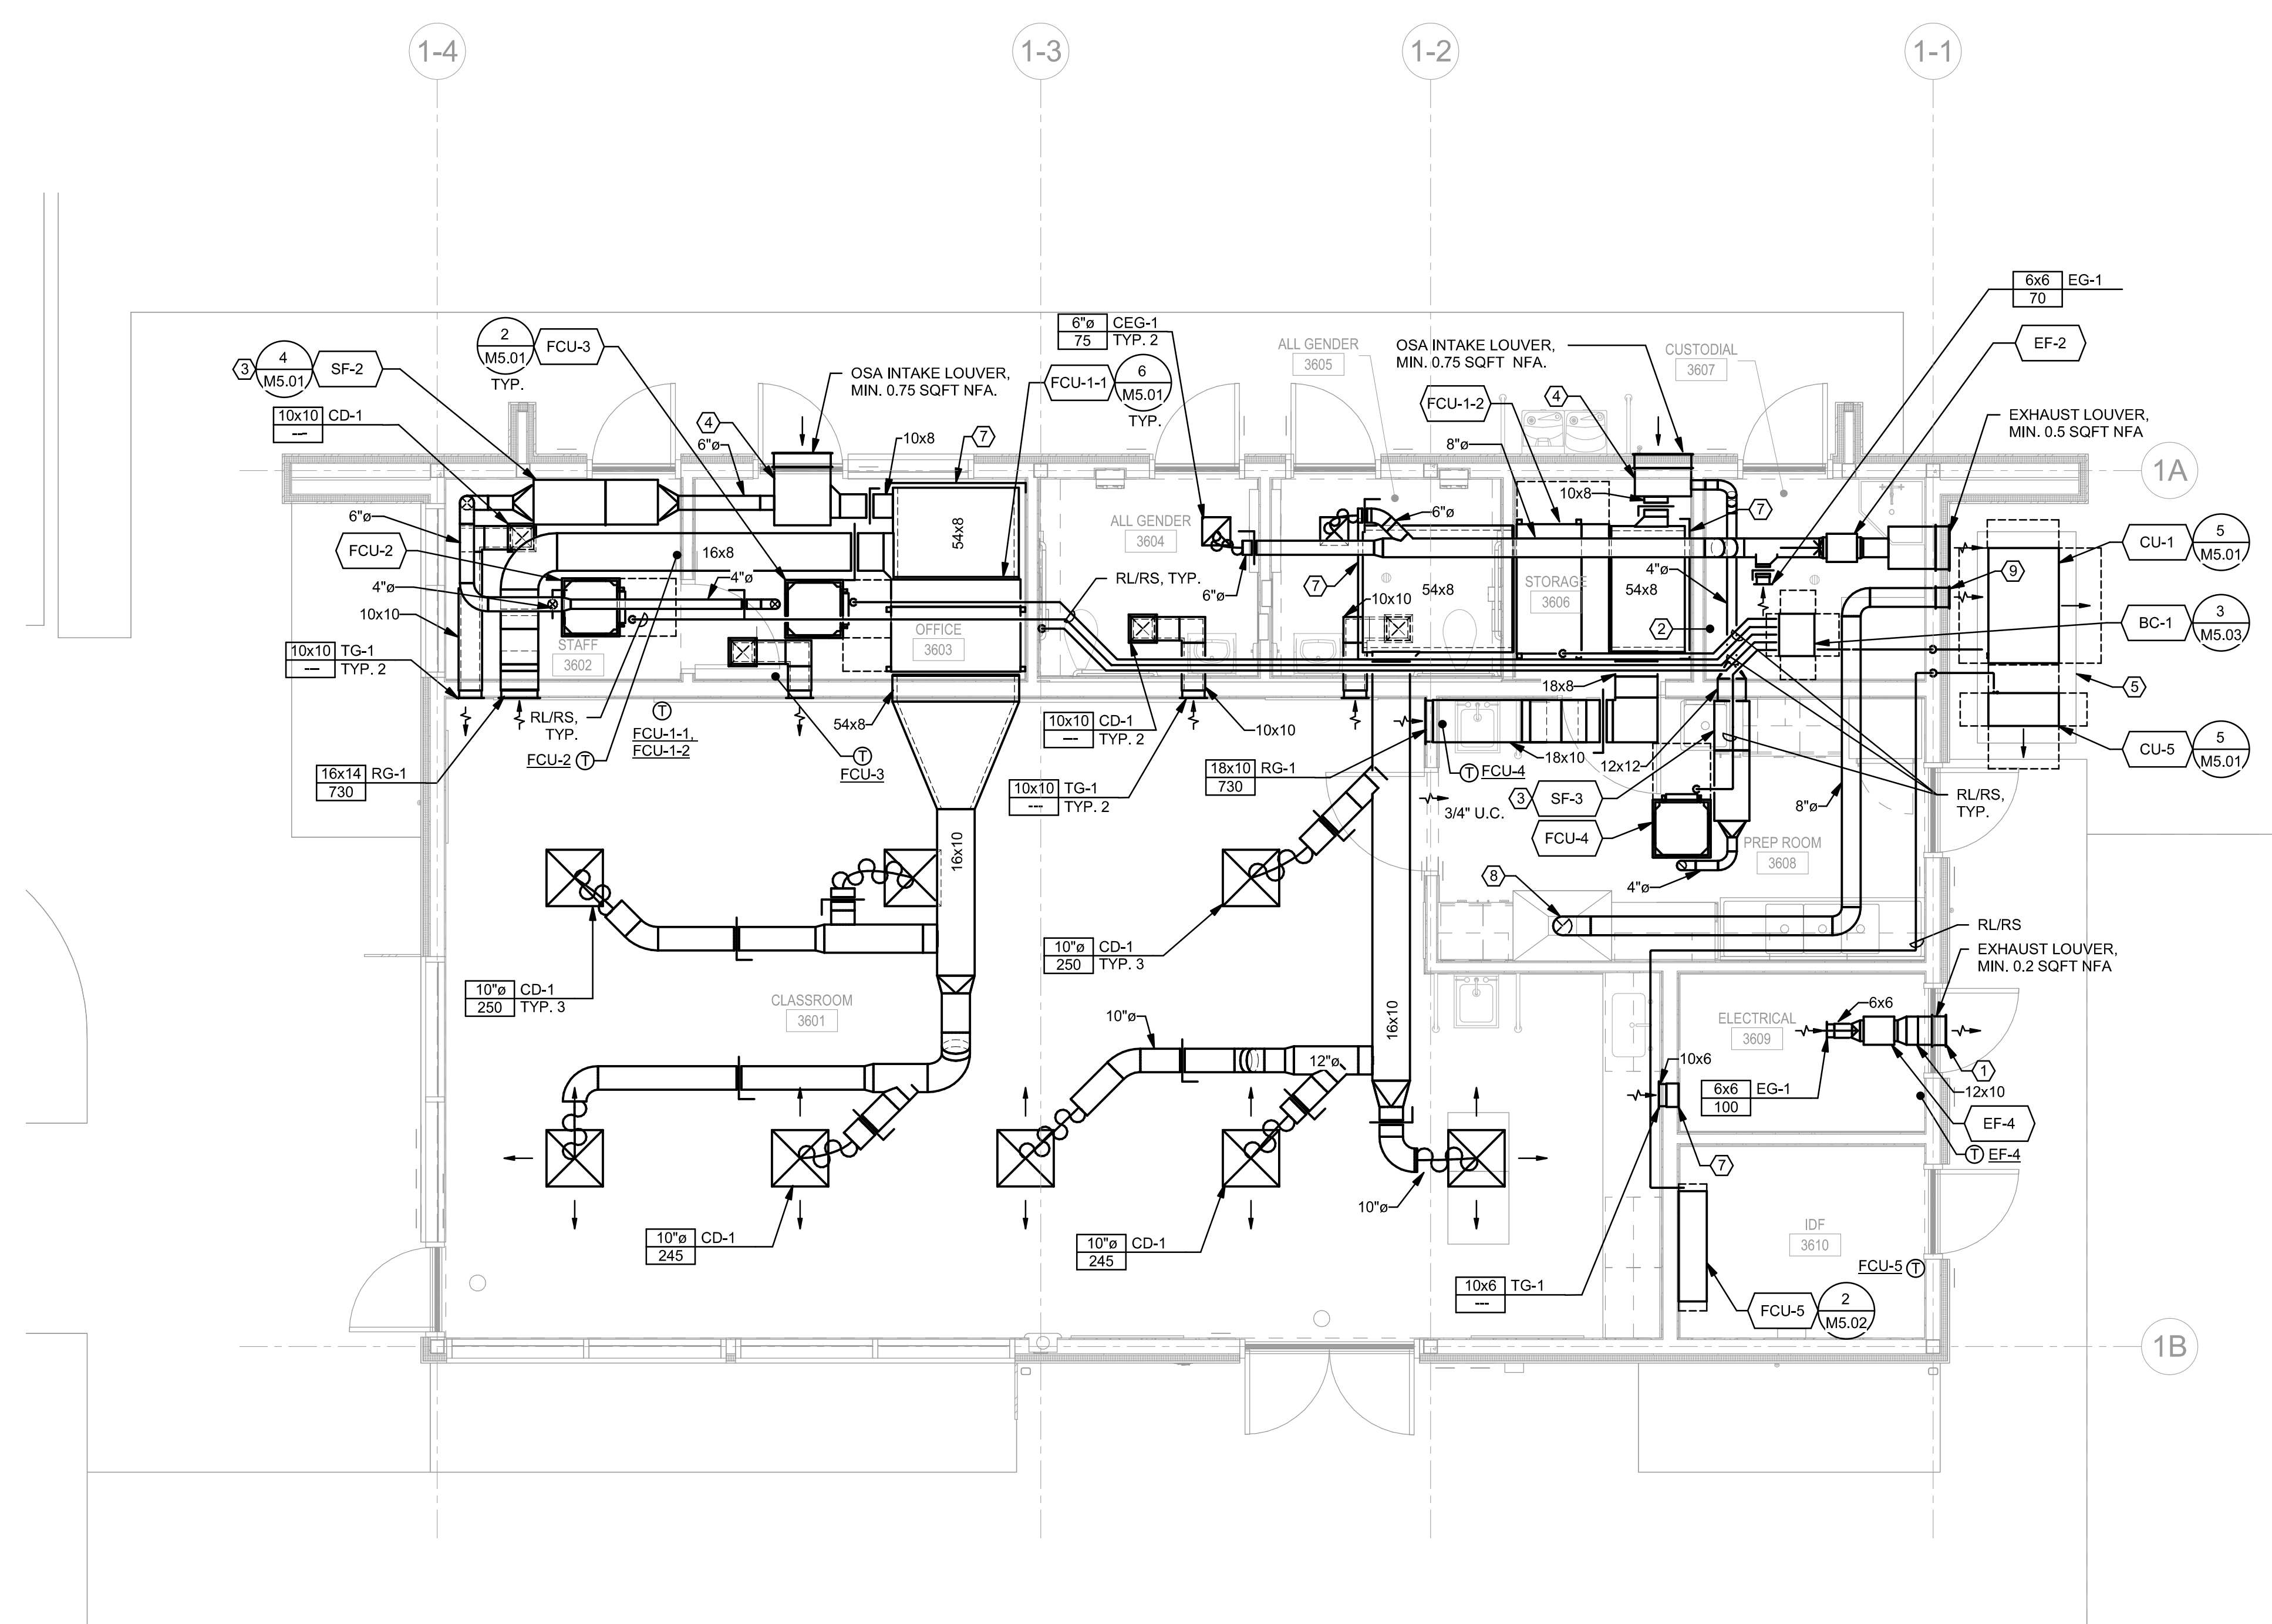 1-4
1-3
1-2
1-1
6x6 EG-1
70
EF-2
2
M5.01
TYP.
FCU-3
6"ø CEG-1
75 TYP. 2
ALL GENDER
3605
OSA INTAKE LOUVER,
MIN. 0.75 SQFT NFA.
CUSTODIAL
3607
3
4
M5.01
SF-2
OSA INTAKE LOUVER,
MIN. 0.75 SQFT NFA.
FCU-1-1
6
M5.01
TYP.
FCU-1-2
4
10x10 CD-1
---
4
6"ø
10x8
7
8"ø
EXHAUST LOUVER,
MIN. 0.5 SQFT NFA
1A
10x8
7
6"ø
ALL GENDER
3604
6"ø
54x8
FCU-2
16x8
CU-1
5
M5.01
4"ø
4"ø
RL/RS, TYP.
7
54x8
STORAGE
3606
54x8
4"ø
9
10x10
6"ø
10x10
2
BC-1
3
M5.03
STAFF
3602
OFFICE
3603
10x10 TG-1
--- TYP. 2
18x8
5
RL/RS,
TYP.
T
FCU-1-1,
FCU-1-2
54x8
10x10 CD-1
--- TYP. 2
10x10
FCU-2 T
T
FCU-3
18x10
12x12
CU-5
5
M5.01
16x14 RG-1
730
10x10 TG-1
--- TYP. 2
18x10 RG-1
730
T FCU-4
3
SF-3
RL/RS,
TYP.
3/4" U.C.
8"ø
FCU-4
PREP ROOM
3608
16x10
8
4"ø
10"ø CD-1
250 TYP. 3
RL/RS
EXHAUST LOUVER,
MIN. 0.2 SQFT NFA
10"ø CD-1
250 TYP. 3
CLASSROOM
3601
10"ø
16x10
6x6
ELECTRICAL
3609
12"ø
10x6
1
6x6 EG-1
100
12x10
EF-4
T EF-4
7
10"ø
IDF
3610
10"ø CD-1
245
10"ø CD-1
245
FCU-5 T
10x6 TG-1
---
FCU-5
2
M5.02
1B